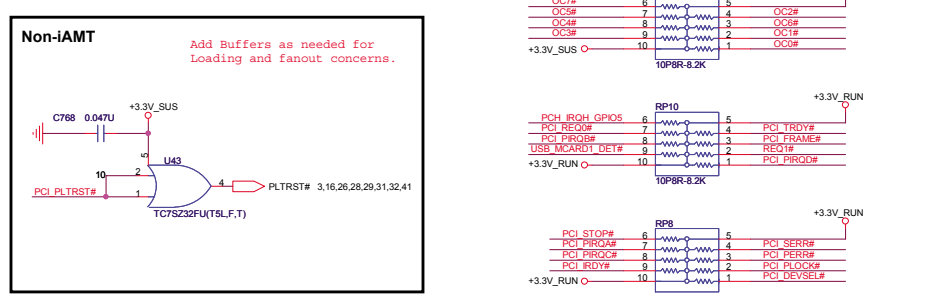 Non-iAMT
Add Buffers as needed for
Loading and fanout concerns.
+3.3V_SUS
C768 0.047U
5
U43
10
2
4
PLTRST# 3,16,26,28,29,31,32,41
PCI_PLTRST#
1
TC7SZ32FU(T5L,F,T)
OC7# 6 5
OC5# 7 4 OC2#
OC4# 8 3 OC6#
OC3# 9 2 OC1#
+3.3V_SUS 10 1 OC0#
10P8R-8.2K
+3.3V_RUN
RP10
PCH_IRQH_GPIO5 6 5
PCI_REQ0# 7 4 PCI_TRDY#
PCI_PIRQB# 8 3 PCI_FRAME#
USB_MCARD1_DET# 9 2 REQ1#
+3.3V_RUN 10 1 PCI_PIRQD#
10P8R-8.2K
+3.3V_RUN
RP8
PCI_STOP# 6 5
PCI_PIRQA# 7 4 PCI_SERR#
PCI_PIRQC# 8 3 PCI_PERR#
PCI_IRDY# 9 2 PCI_PLOCK#
+3.3V_RUN 10 1 PCI_DEVSEL#